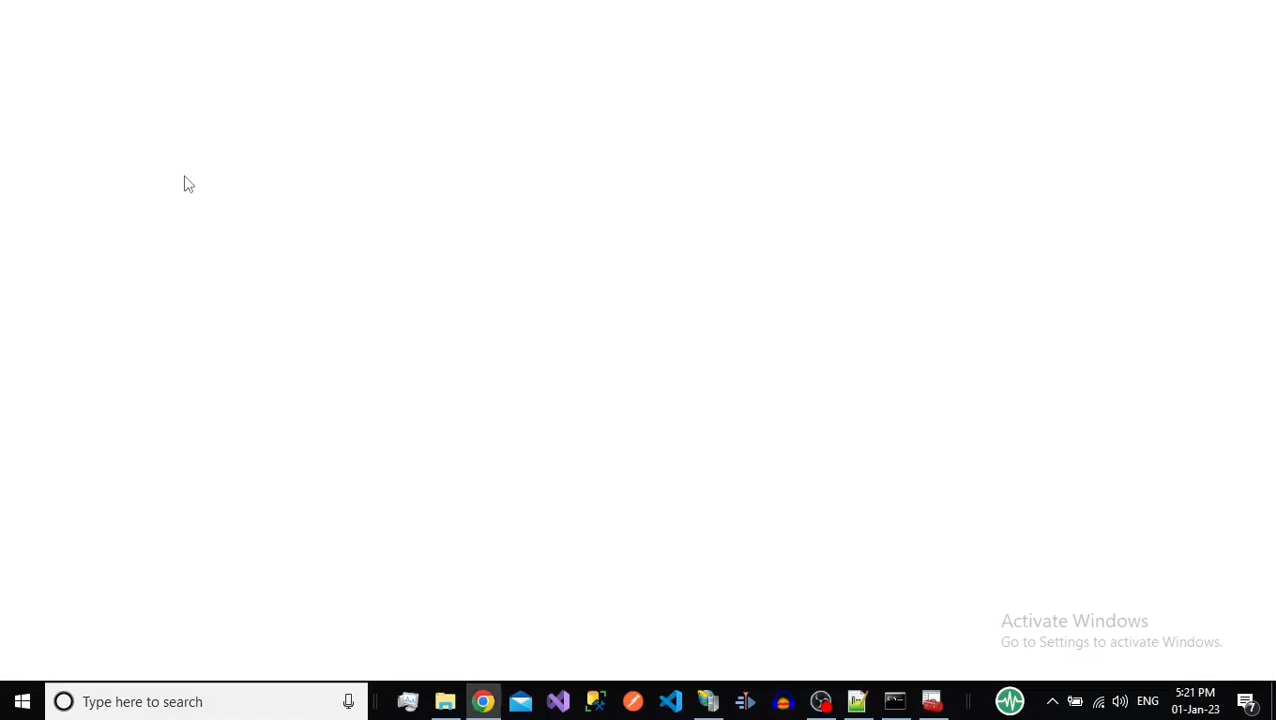 Activate Windows
Go to Settings to activate Windows.
Type here to search
ENG
5:21 PM
01-Jan-23
7